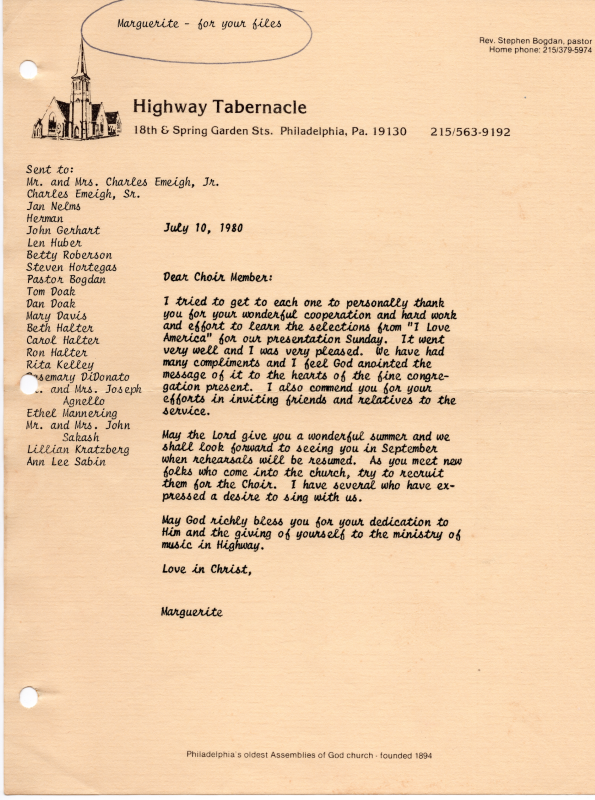 Marguerite - for your files
Rev. Stephen Bogdan, pastor
Home phone: 215/379-5974
Highway Tabernacle
18th & Spring Garden Sts. Philadelphia, Pa. 19130 215/563-9192
Sent to:
Mr. and Mrs. Charles Emeigh, Jr.
Charles Emeigh, Sr.
Jan Nelms
Herman
John Gerhart
Len Huber
Betty Roberson
Steven Hortegas
Pastor Bogdan
Tom Doak
Dan Doak
Mary Davis
Beth Halter
Carol Halter
Ron Halter
Rita Kelley
Rosemary DiDonato
and Mrs. Joseph
Agnello
Ethel Mannering
Mr. and Mrs. John
Sakash
Lillian Kratzberg
Ann Lee Sabin
July 10, 1980
Dear Choir Member:
I tried to get to each one to personally thank
you for your wonderful cooperation and hard work
and effort to learn the selections from "I Love
America" for our presentation Sunday. It went
very well and I was very pleased. We have had
many compliments and I feel God anointed the
message of it to the hearts of the fine congre-
gation present. I also commend you for your
efforts in inviting friends and relatives to the
service.
May the Lord give you a wonderful summer and we
shall look forward to seeing you in September
when rehearsals will be resumed. As you meet new
folks who come into the church, try to recruit
them for the Choir. I have several who have ex-
pressed a desire to sing with us.
May God richly bless you for your dedication to
Him and the giving of yourself to the ministry of
music in Highway.
Love in Christ,
Marguerite
Philadelphia's oldest Assemblies of God church - founded 1894